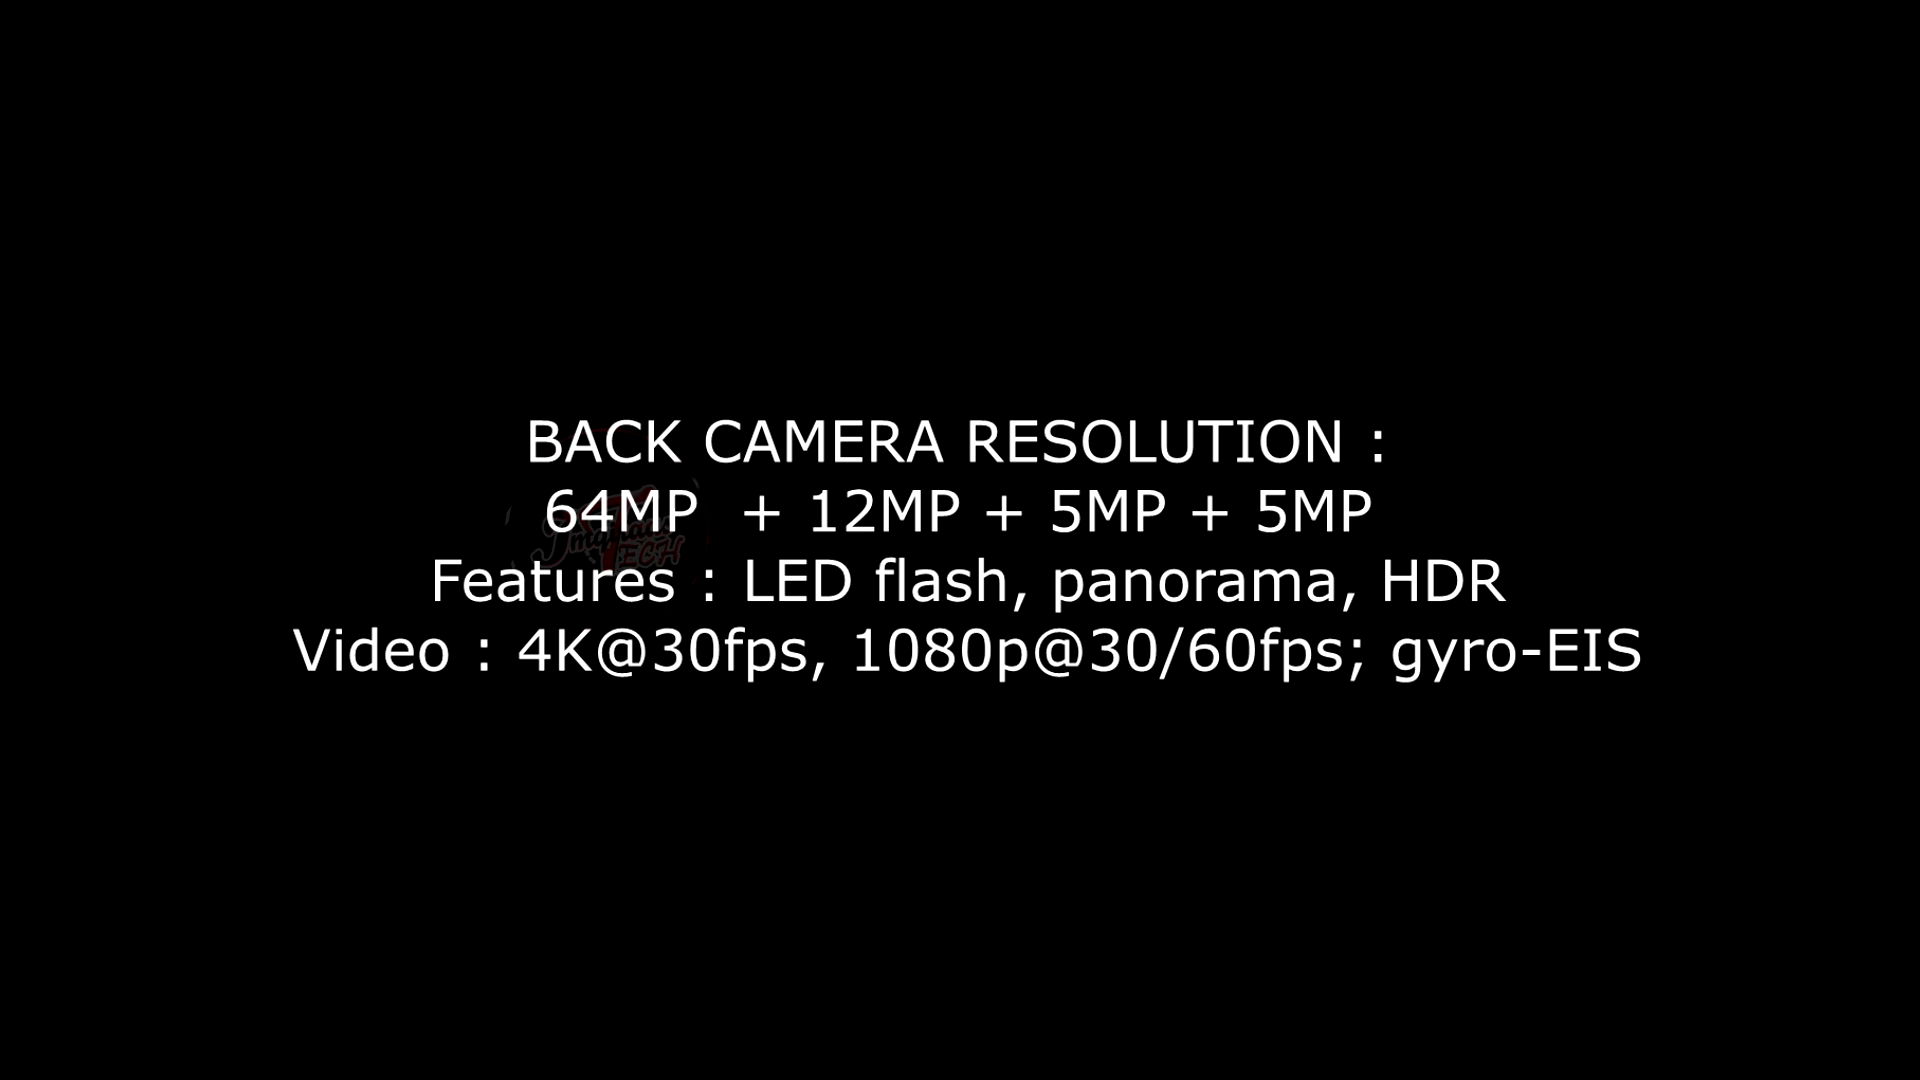 BACK CAMERA RESOLUTION :
64MP + 12MP + 5MP + 5MP
TECH
Features : LED flash, panorama, HDR
Video : 4K@30fps, 1080p@30/60fps; gyro-EIS